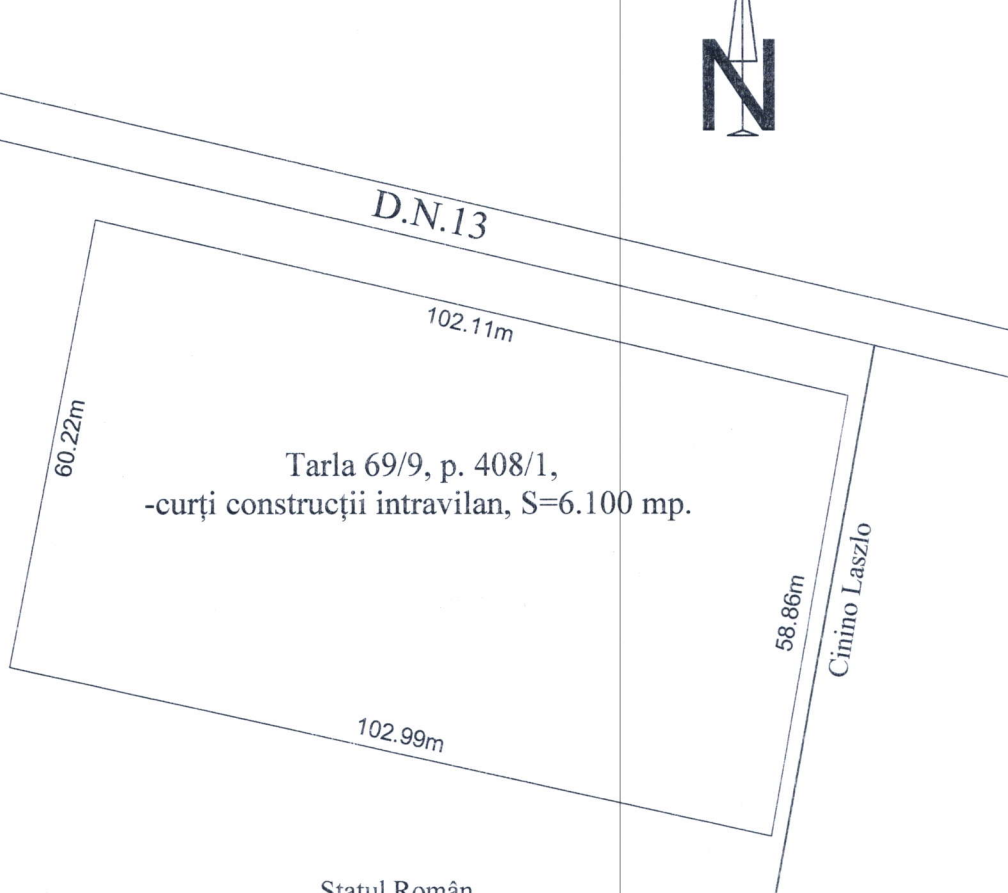 N
D.N.13
102.11m
60.22m
Tarla 69/9, p. 408/1,
-curți construcții intravilan, S=6.100 mp.
58.86m
Cinino Laszlo
102.99m
Statul Român